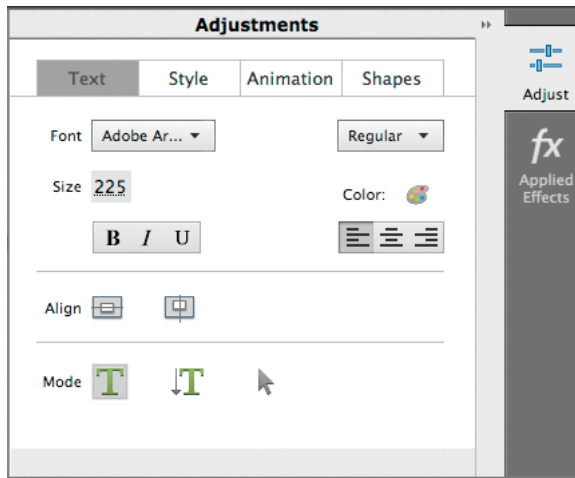 Adjustments
Text Style Animation Shapes
Adjust
Font Adobe Ar... Regular
fx
Applied
Effects
Size 225
Color:
B I U
Align
Mode T T